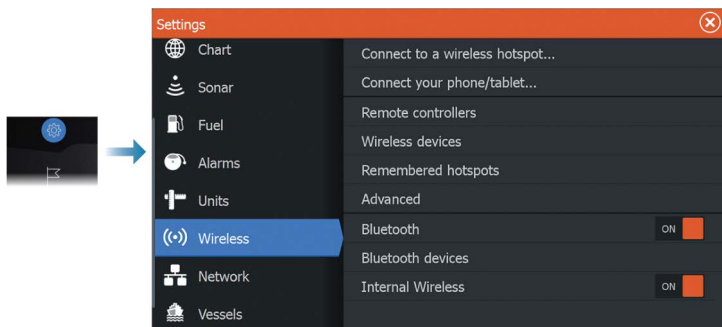 Settings
Chart
Sonar
Fuel
Alarms
Units
Wireless
Network
Vessels
Connect to a wireless hotspot...
Connect your phone/tablet...
Remote controllers
Wireless devices
Remembered hotspots
Advanced
Bluetooth ON
Bluetooth devices
Internal Wireless ON